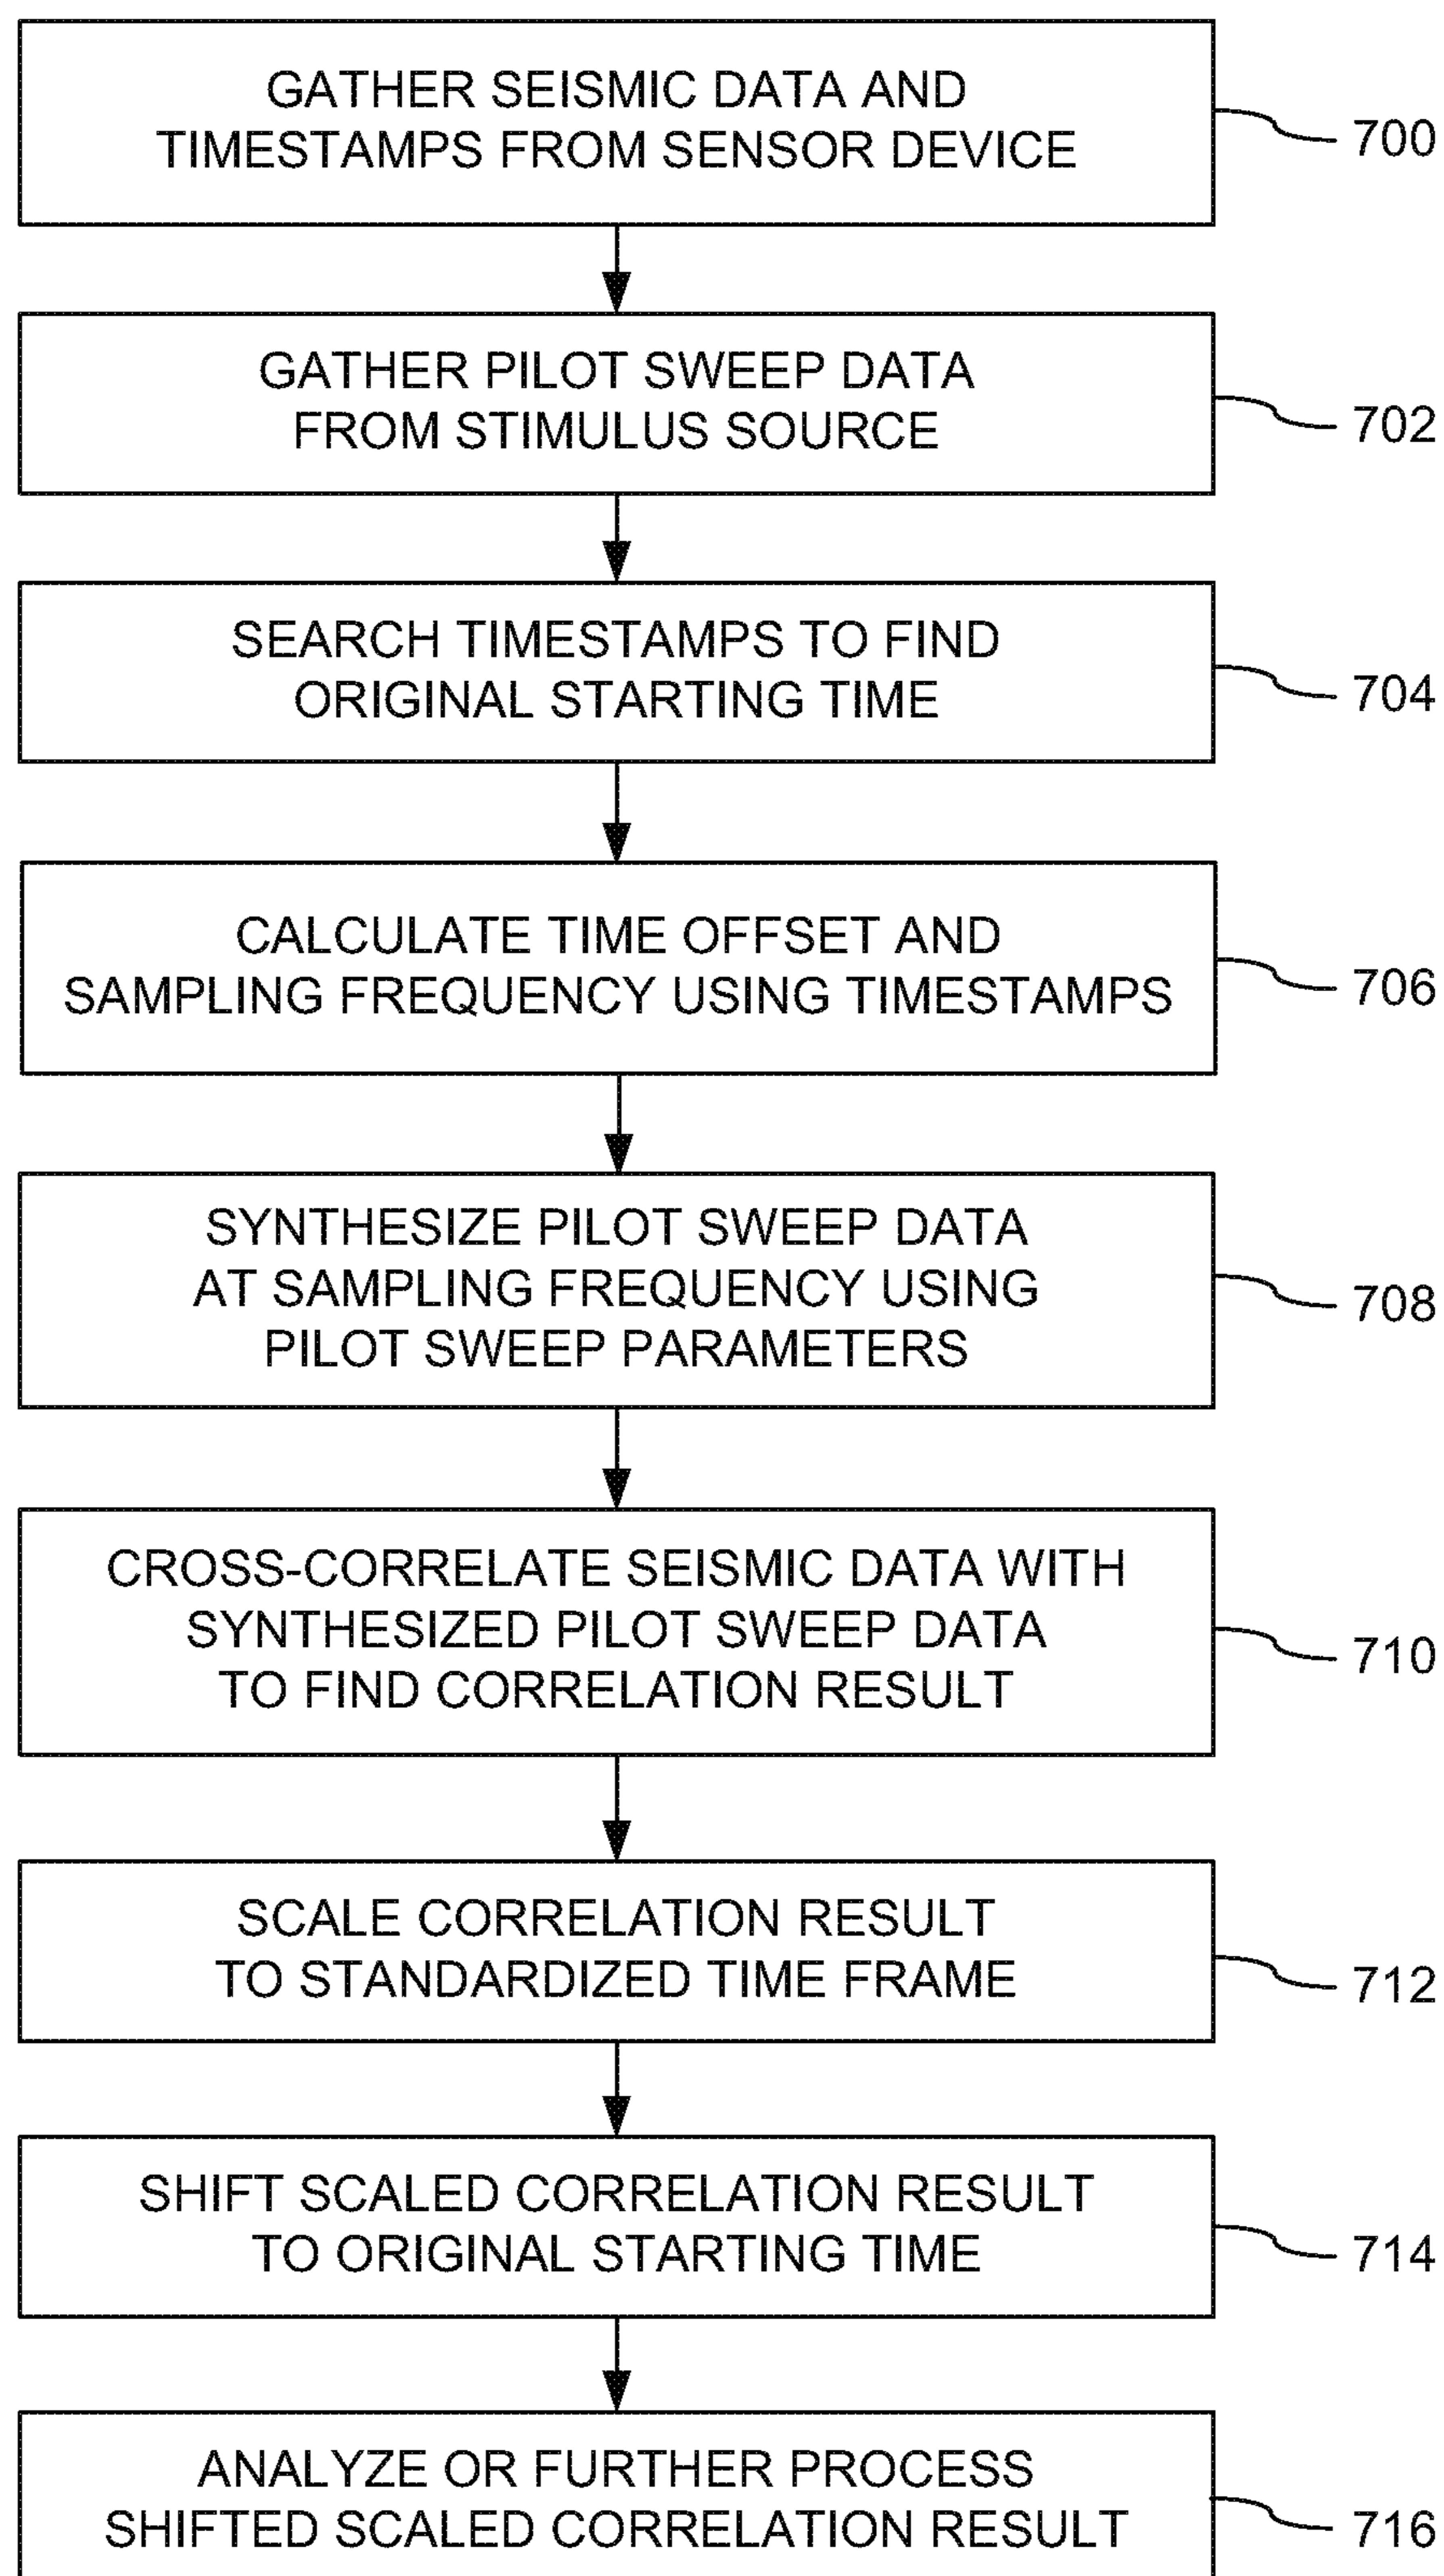 GATHER SEISMIC DATA AND
TIMESTAMPS FROM SENSOR DEVICE
700
GATHER PILOT SWEEP DATA
FROM STIMULUS SOURCE
702
SEARCH TIMESTAMPS TO FIND
ORIGINAL STARTING TIME
704
CALCULATE TIME OFFSET AND
SAMPLING FREQUENCY USING TIMESTAMPS
706
SYNTHESIZE PILOT SWEEP DATA
AT SAMPLING FREQUENCY USING
PILOT SWEEP PARAMETERS
708
CROSS-CORRELATE SEISMIC DATA WITH
SYNTHESIZED PILOT SWEEP DATA
TO FIND CORRELATION RESULT
710
SCALE CORRELATION RESULT
TO STANDARDIZED TIME FRAME
712
SHIFT SCALED CORRELATION RESULT
TO ORIGINAL STARTING TIME
714
ANALYZE OR FURTHER PROCESS
SHIFTED SCALED CORRELATION RESULT
716